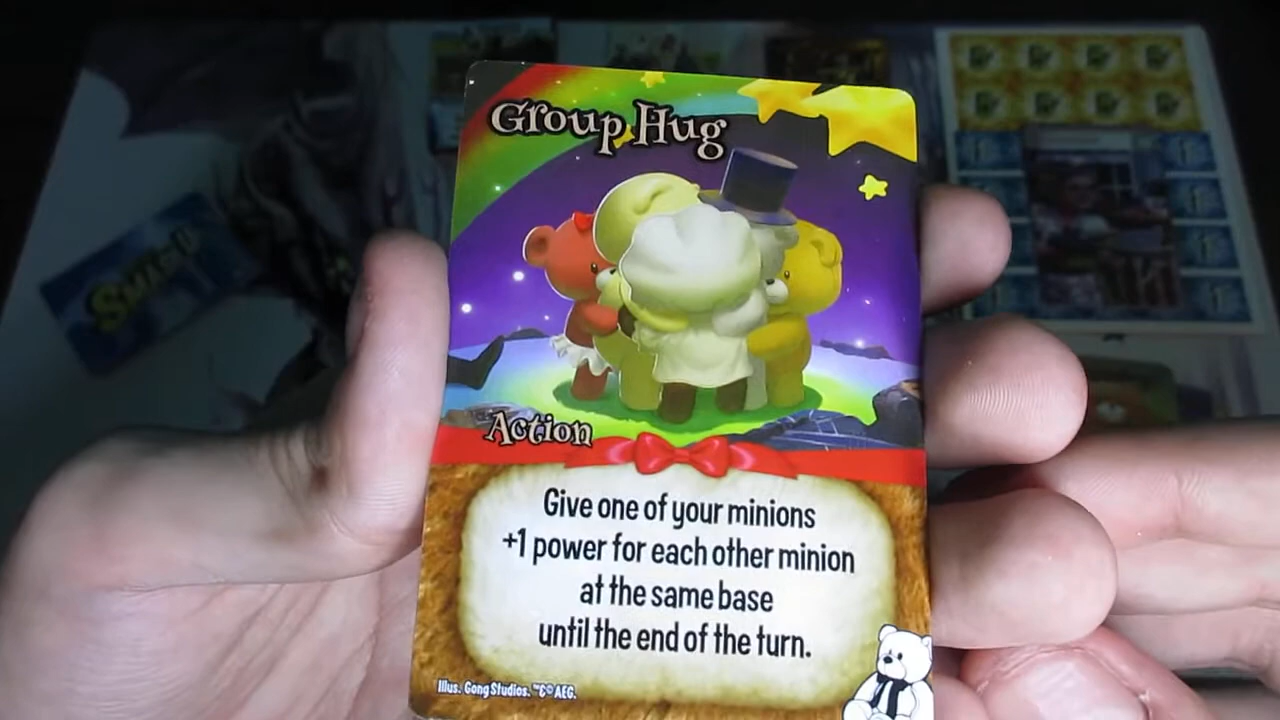 Group Hug
Action
Give one of your minions
+1 power for each other minion
at the same base
until the end of the turn.
Illus. Gong Studios. ™&© AEG.